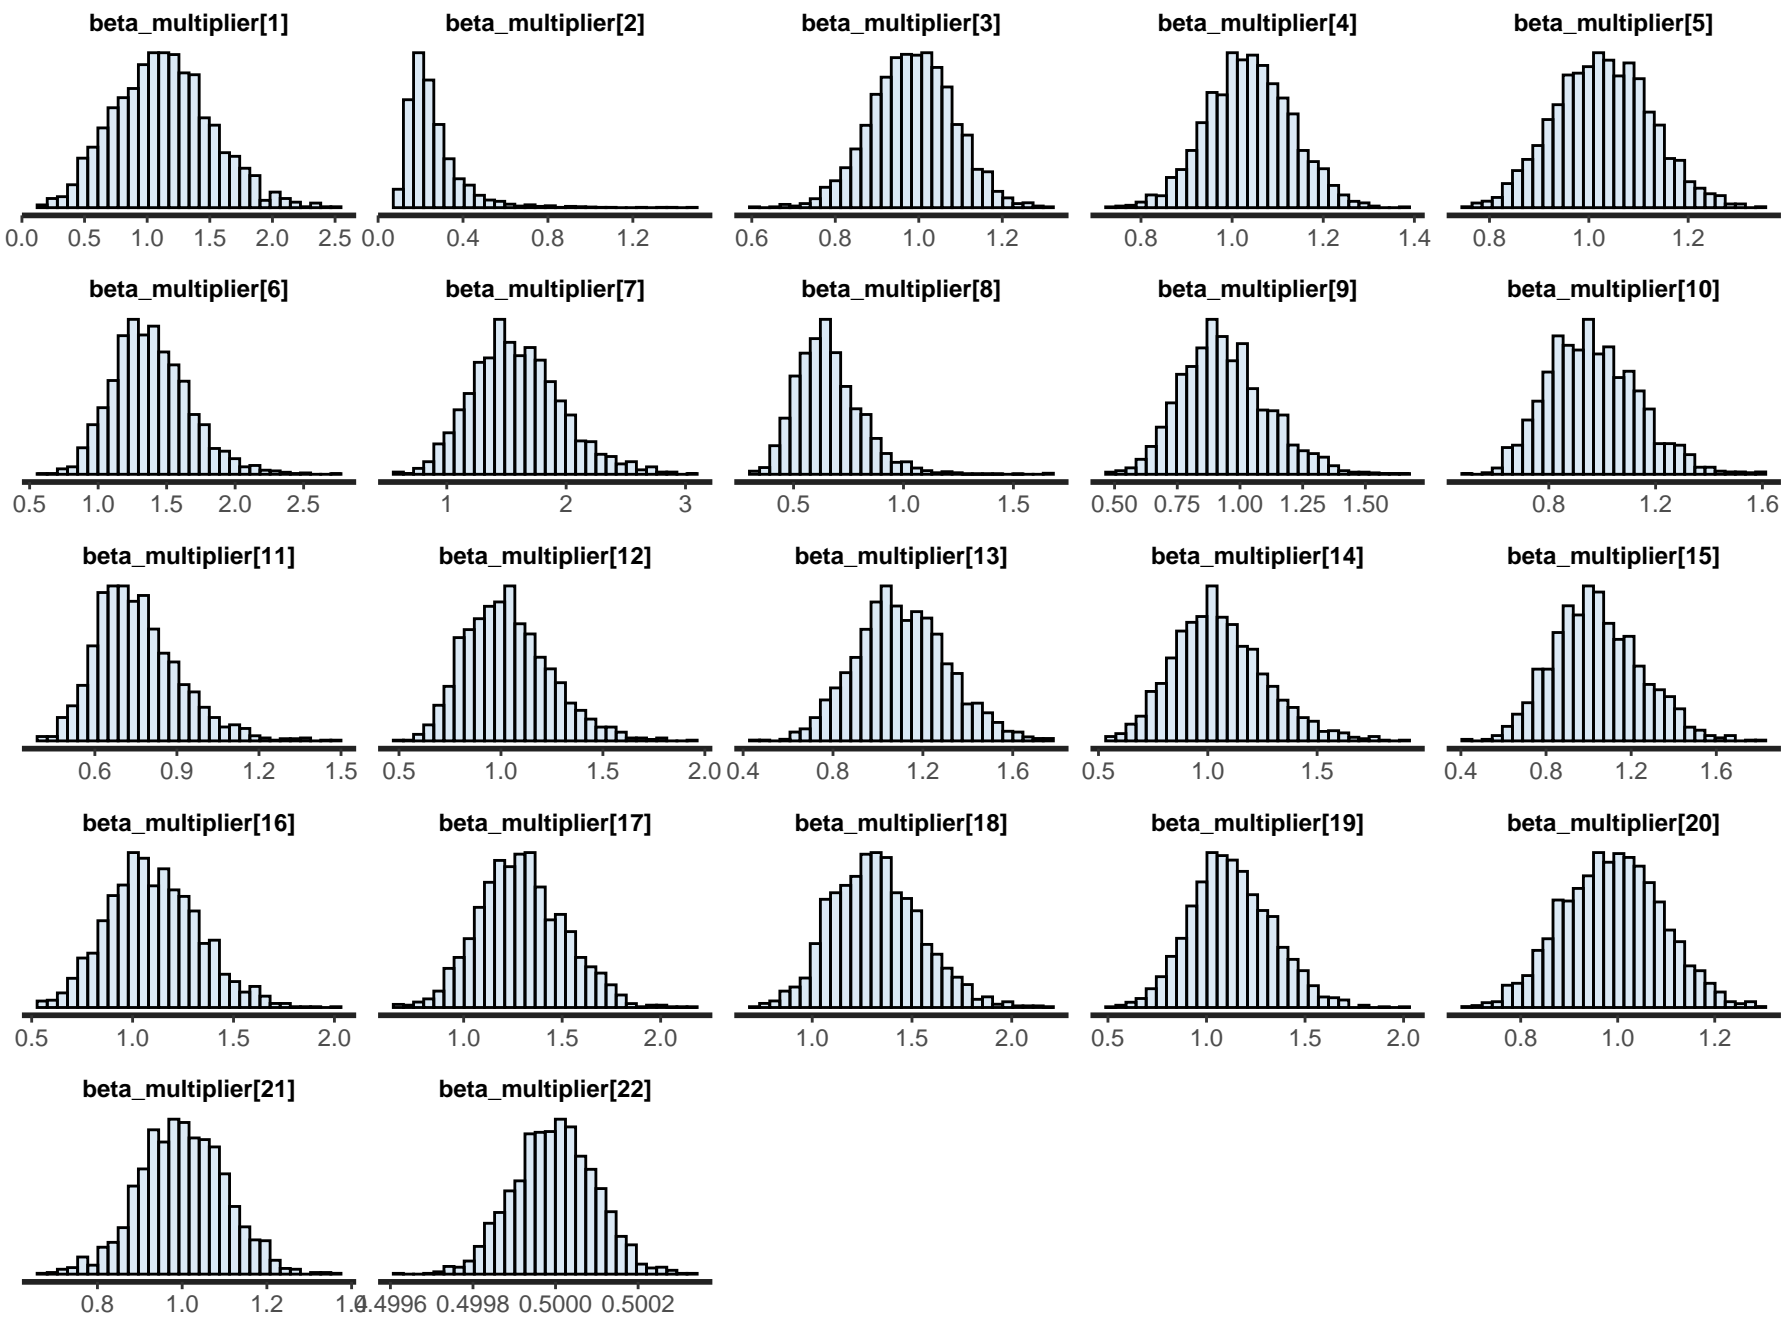 beta_multiplier[1] beta_multiplier[2] beta_multiplier[3] beta_multiplier[4] beta_multiplier[5]
0.0 0.5 1.0 1.5 2.0 2.5 0.0 0.4 0.8 1.2 0.6 0.8 1.0 1.2 0.8 1.0 1.2 1.4 0.8 1.0 1.2
beta_multiplier[6] beta_multiplier[7] beta_multiplier[8] beta_multiplier[9] beta_multiplier[10]
0.5 1.0 1.5 2.0 2.5 1 2 3 0.5 1.0 1.5 0.50 0.75 1.00 1.25 1.50 0.8 1.2 1.6
beta_multiplier[11] beta_multiplier[12] beta_multiplier[13] beta_multiplier[14] beta_multiplier[15]
0.6 0.9 1.2 1.5 0.5 1.0 1.5 2.0 0.4 0.8 1.2 1.6 0.5 1.0 1.5 0.4 0.8 1.2 1.6
beta_multiplier[16] beta_multiplier[17] beta_multiplier[18] beta_multiplier[19] beta_multiplier[20]
0.5 1.0 1.5 2.0 1.0 1.5 2.0 1.0 1.5 2.0 0.5 1.0 1.5 2.0 0.8 1.0 1.2
beta_multiplier[21] beta_multiplier[22]
0.8 1.0 1.2 1.4 0.4996 0.4998 0.5000 0.5002